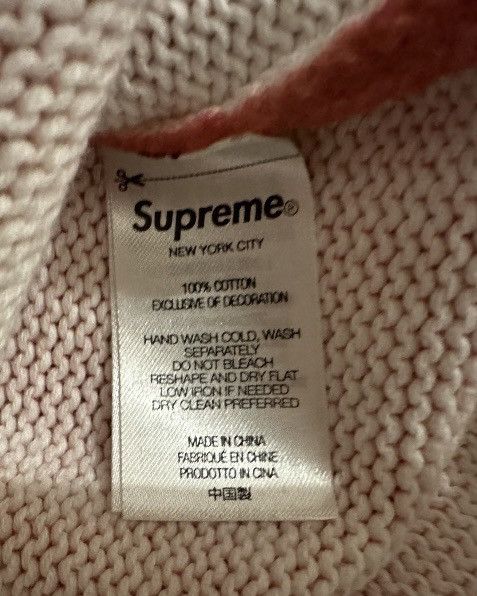 Supreme®
NEW YORK CITY
100% COTTON
EXCLUSIVE OF DECORATION
HAND WASH COLD, WASH
SEPARATELY
DO NOT BLEACH
RESHAPE AND DRY FLAT
LOW IRON IF NEEDED
DRY CLEAN PREFERRED
MADE IN CHINA
FABRIQUÉ EN CHINE
PRODOTTO IN CINA
中国製